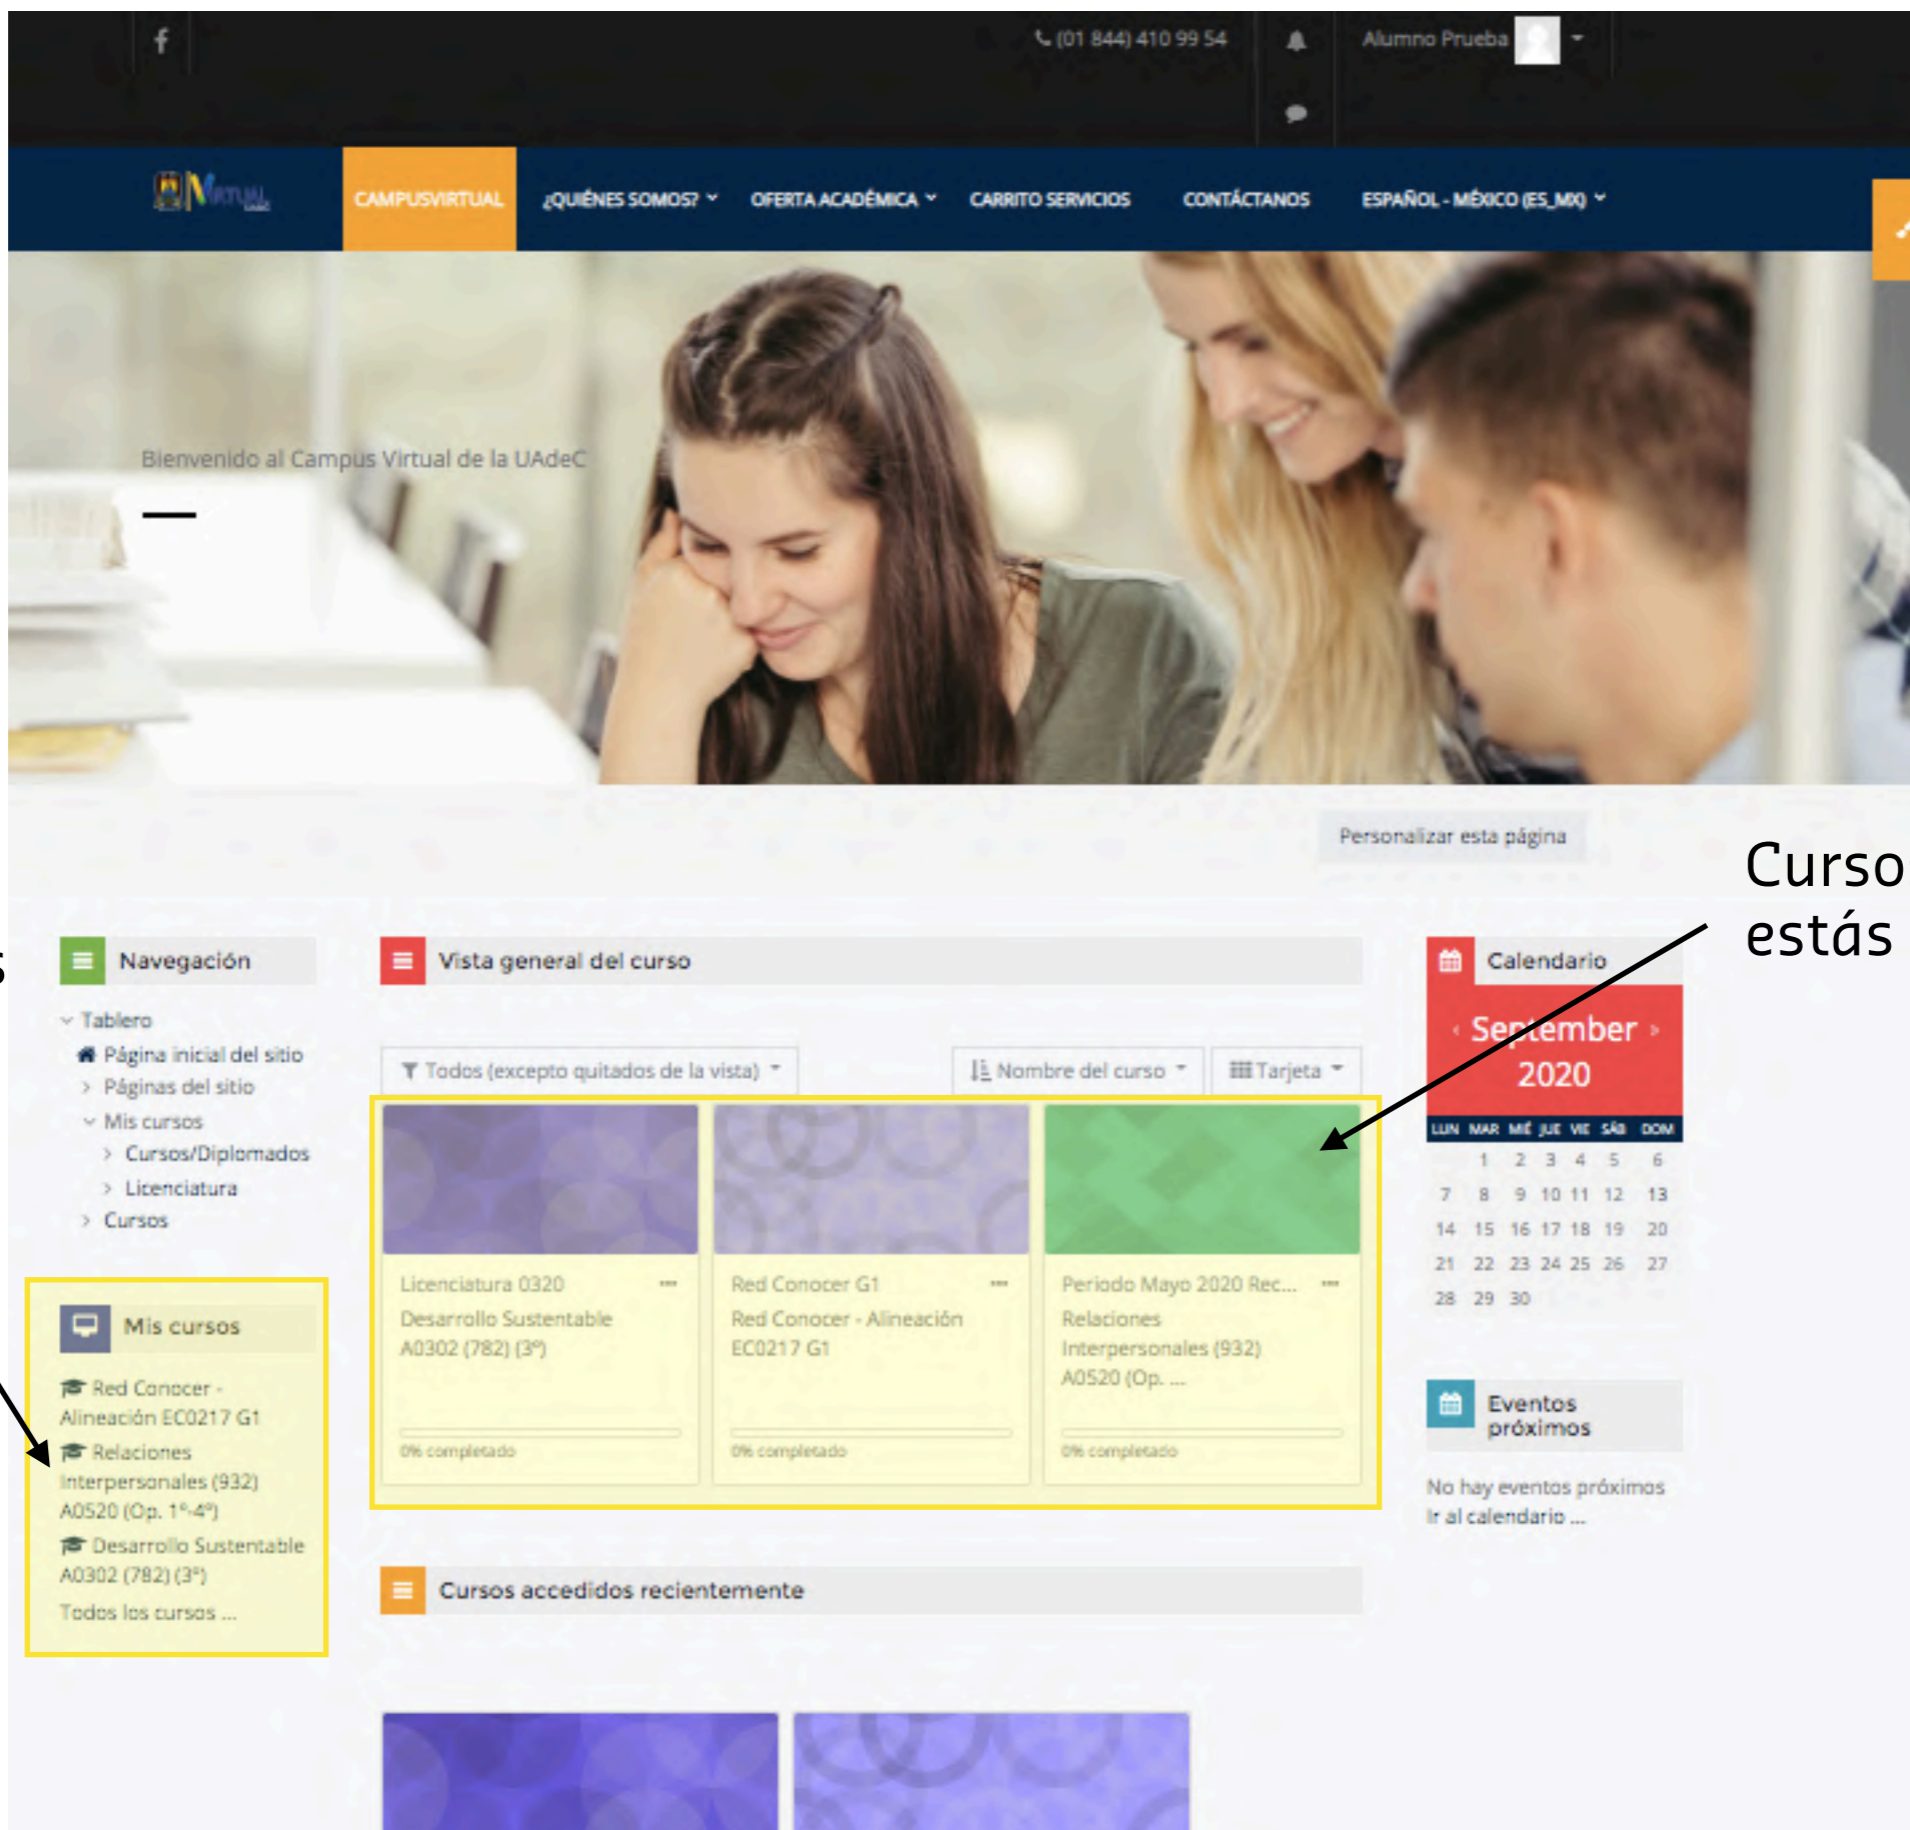 (01 844) 410 99 54
Alumno Prueba
VIRTUAL
CAMPUSVIRTUAL
¿QUIÉNES SOMOS?
OFERTA ACADÉMICA
CARRITO SERVICIOS
CONTÁCTANOS
ESPAÑOL - MÉXICO (ES_MX)
Bienvenido al Campus Virtual de la UAdeC
Personalizar esta página
Curso
estás
s
Navegación
Tablero
Página inicial del sitio
Páginas del sitio
Mis cursos
Cursos/Diplomados
Licenciatura
Cursos
Mis cursos
Red Conocer -
Alineación EC0217 G1
Relaciones
Interpersonales (932)
A0520 (Op. 1º-4º)
Desarrollo Sustentable
A0302 (782) (3º)
Todos los cursos ...
Vista general del curso
Todos (excepto quitados de la vista)
Nombre del curso
Tarjeta
Licenciatura 0320
Desarrollo Sustentable
A0302 (782) (3º)
0% completado
Red Conocer G1
Red Conocer - Alineación
EC0217 G1
0% completado
Periodo Mayo 2020 Rec...
Relaciones
Interpersonales (932)
A0520 (Op. ...
0% completado
Cursos accedidos recientemente
Calendario
September
2020
LUN MAR MIÉ JUE VIE SÁB DOM
1 2 3 4 5 6
7 8 9 10 11 12 13
14 15 16 17 18 19 20
21 22 23 24 25 26 27
28 29 30
Eventos
próximos
No hay eventos próximos
Ir al calendario ...